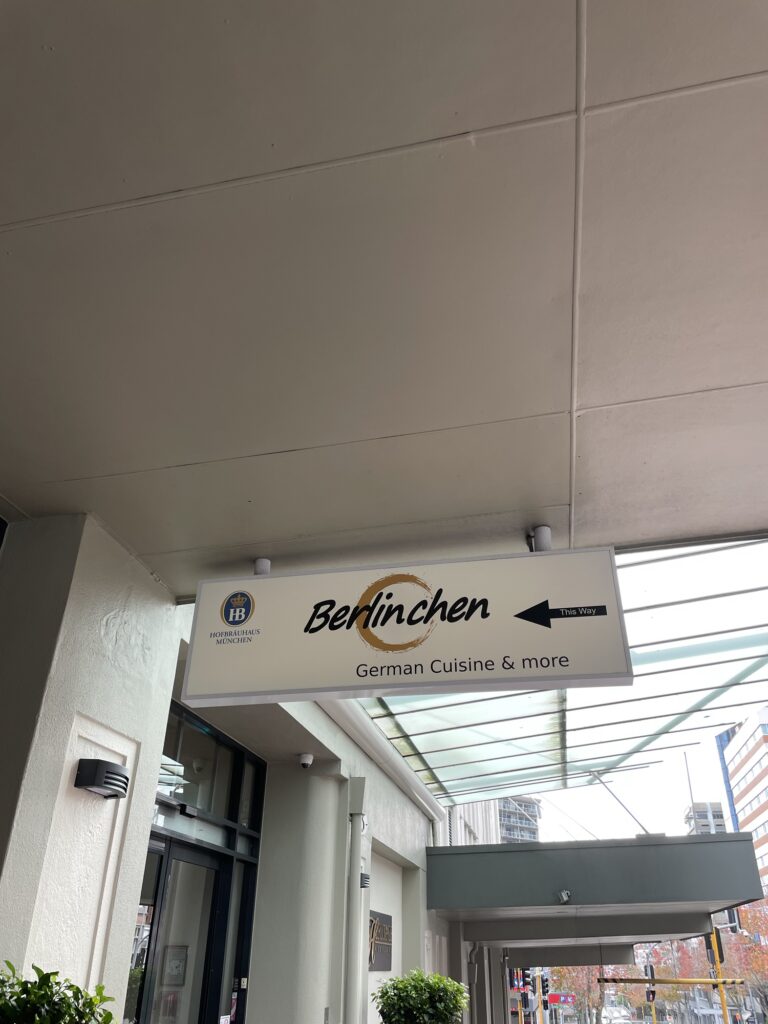 HB
HOFBRÄUHAUS
MÜNCHEN
Berlinchen
This Way
German Cuisine & more